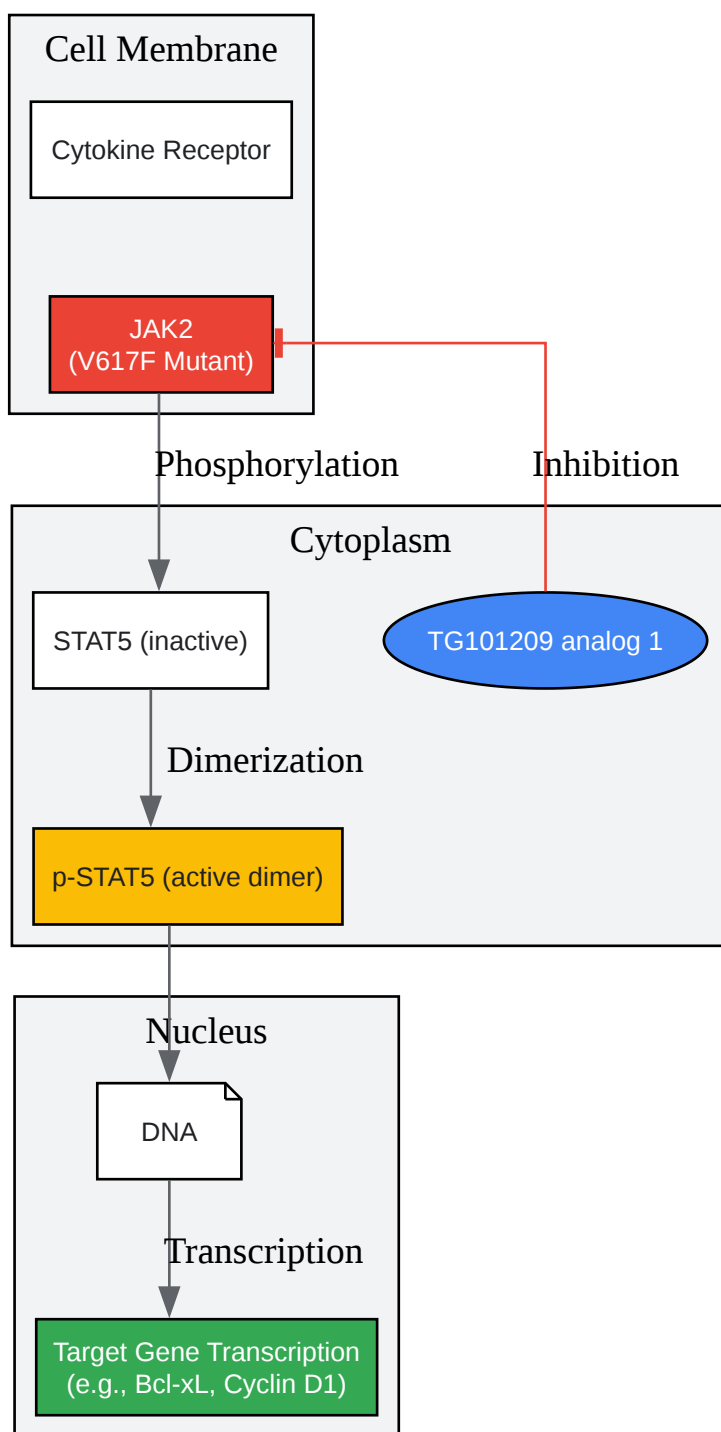 Cell Membrane
Cytokine Receptor
JAK2
(V617F Mutant)
Phosphorylation
Inhibition
Cytoplasm
STAT5 (inactive)
TG101209 analog 1
Dimerization
p-STAT5 (active dimer)
Nucleus
DNA
Transcription
Target Gene Transcription
(e.g., Bcl-xL, Cyclin D1)